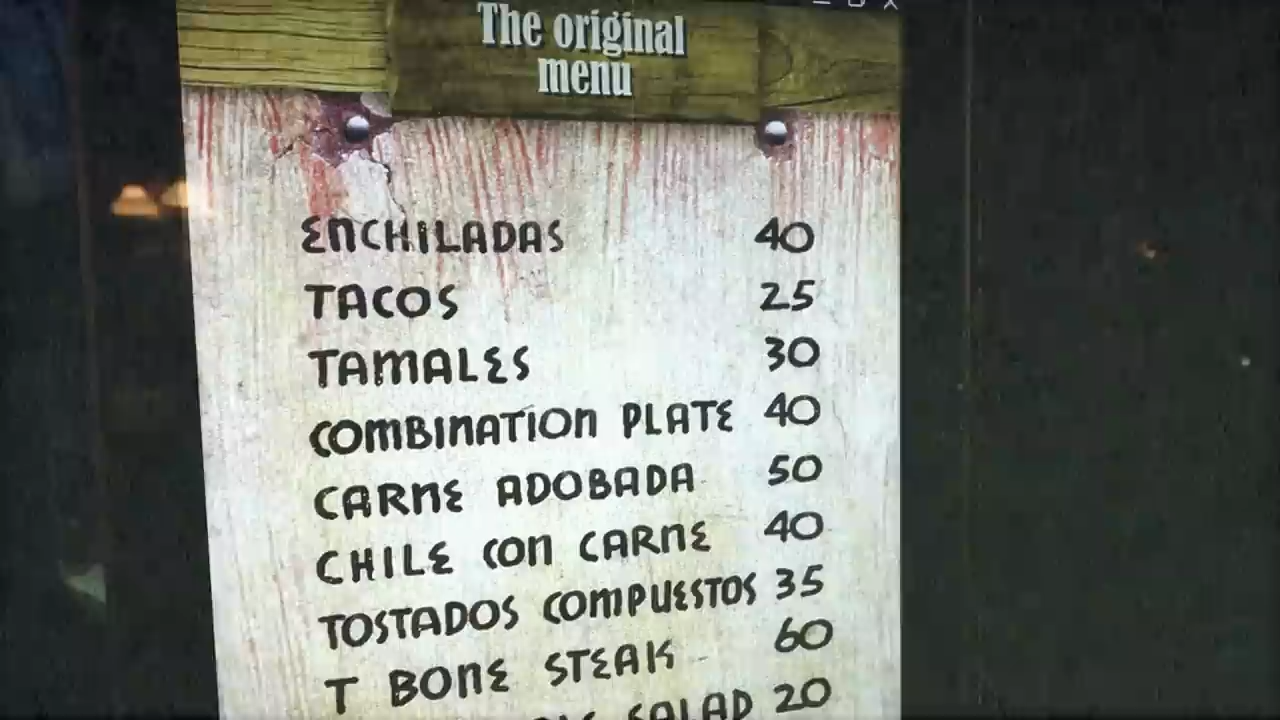 The original
menu
ENCHILADAS 40
TACOS 25
TAMALES 30
COMBINATION PLATE 40
CARNE ADOBADA 50
CHILE CON CARNE 40
TOSTADOS COMPUESTOS 35
T BONE STEAK 60
SALAD 20